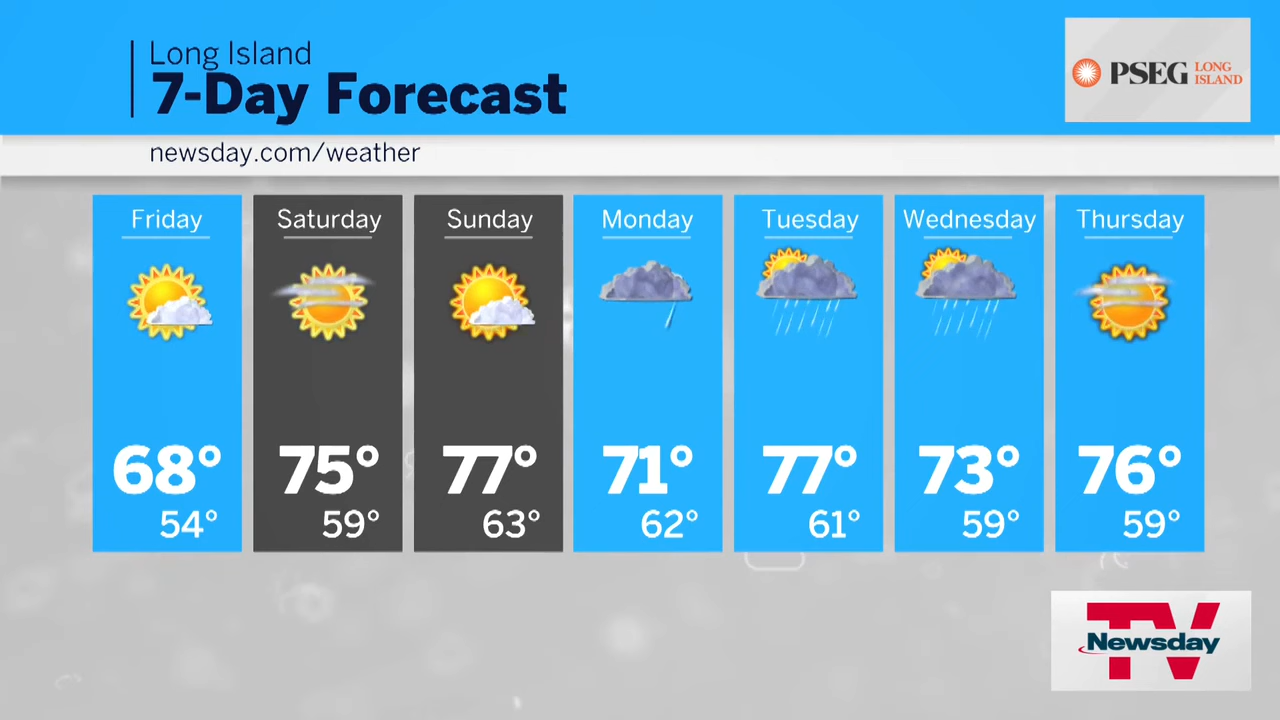 Long Island
7-Day Forecast
PSEG LONG
ISLAND
newsday.com/weather
Friday
68°
54°
Saturday
75°
59°
Sunday
77°
63°
Monday
71°
62°
Tuesday
77°
61°
Wednesday
73°
59°
Thursday
76°
59°
TV
Newsday